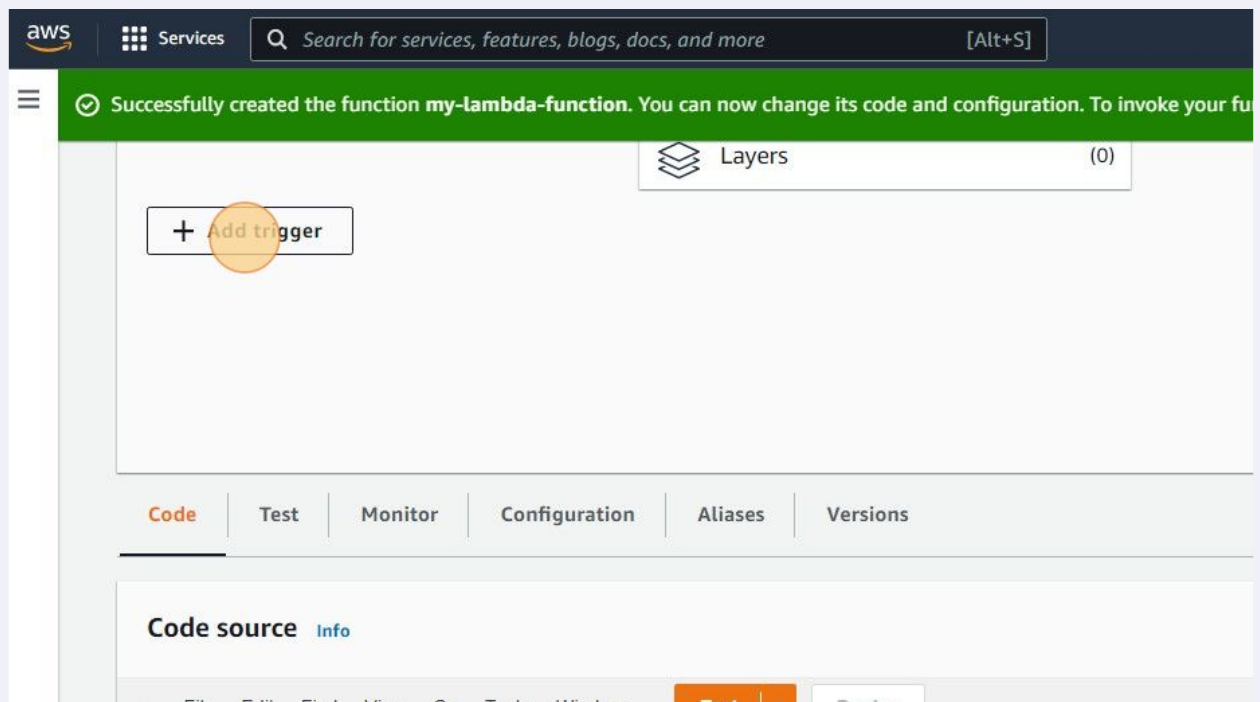 aws
Services
Search for services, features, blogs, docs, and more [Alt+S]
Successfully created the function my-lambda-function. You can now change its code and configuration. To invoke your
Layers (0)
+ Add trigger
Code Test Monitor Configuration Aliases Versions
Code source Info